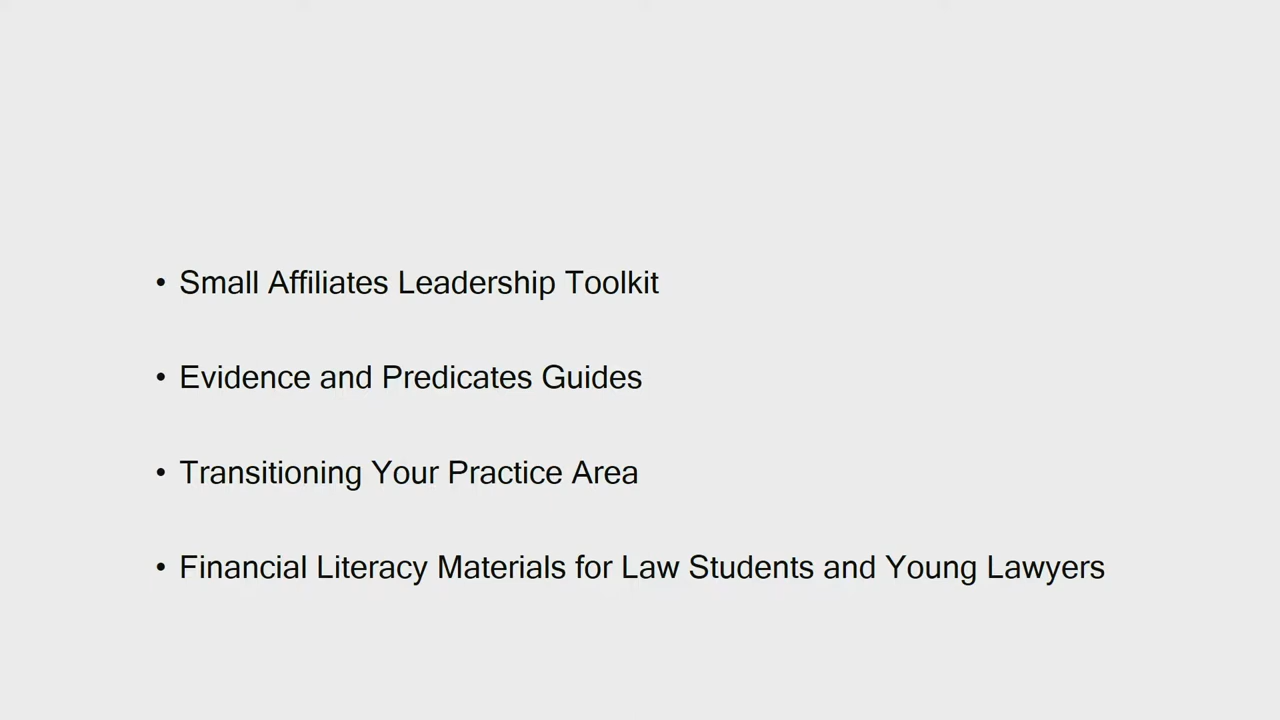 • Small Affiliates Leadership Toolkit
• Evidence and Predicates Guides
• Transitioning Your Practice Area
• Financial Literacy Materials for Law Students and Young Lawyers